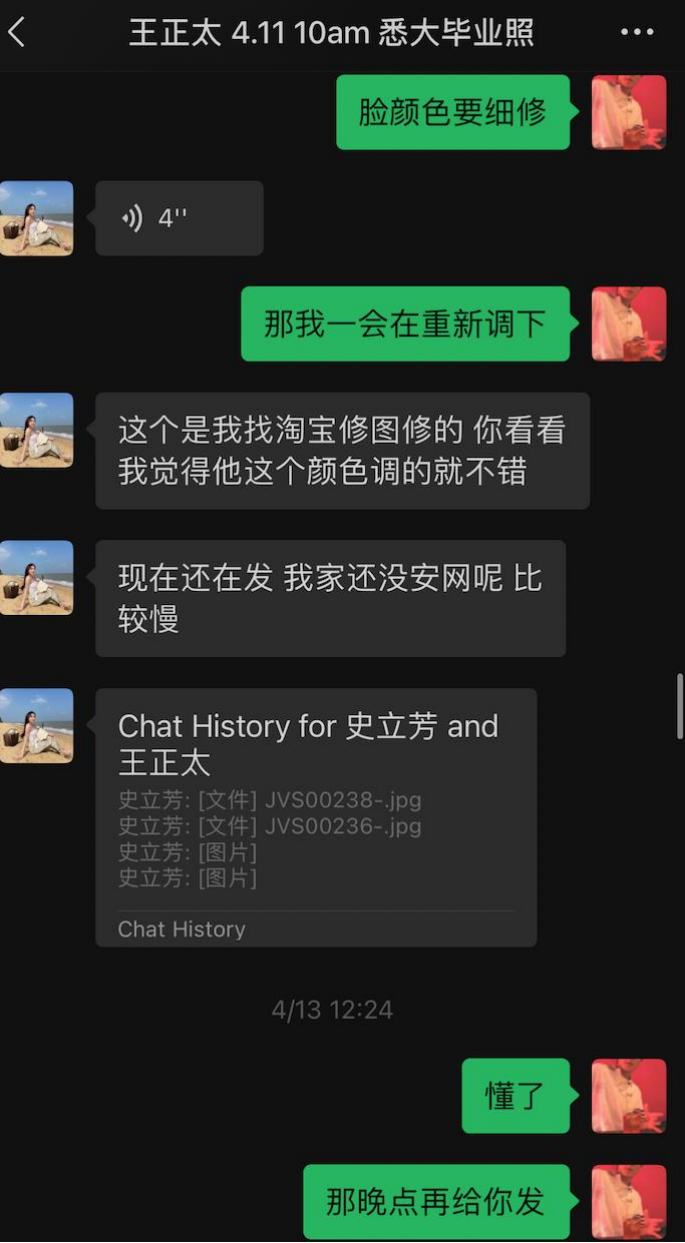 王正太 4.11 10am 悉大毕业照
脸颜色要细修
4''
那我一会在重新调下
这个是我找淘宝修图修的 你看看
我觉得他这个颜色调的就不错
现在还在发 我家还没安网呢 比
较慢
Chat History for 史立芳 and
王正太
史立芳: [文件] JVS00238-.jpg
史立芳: [文件] JVS00236-.jpg
史立芳: [图片]
史立芳: [图片]
Chat History
4/13 12:24
懂了
那晚点再给你发